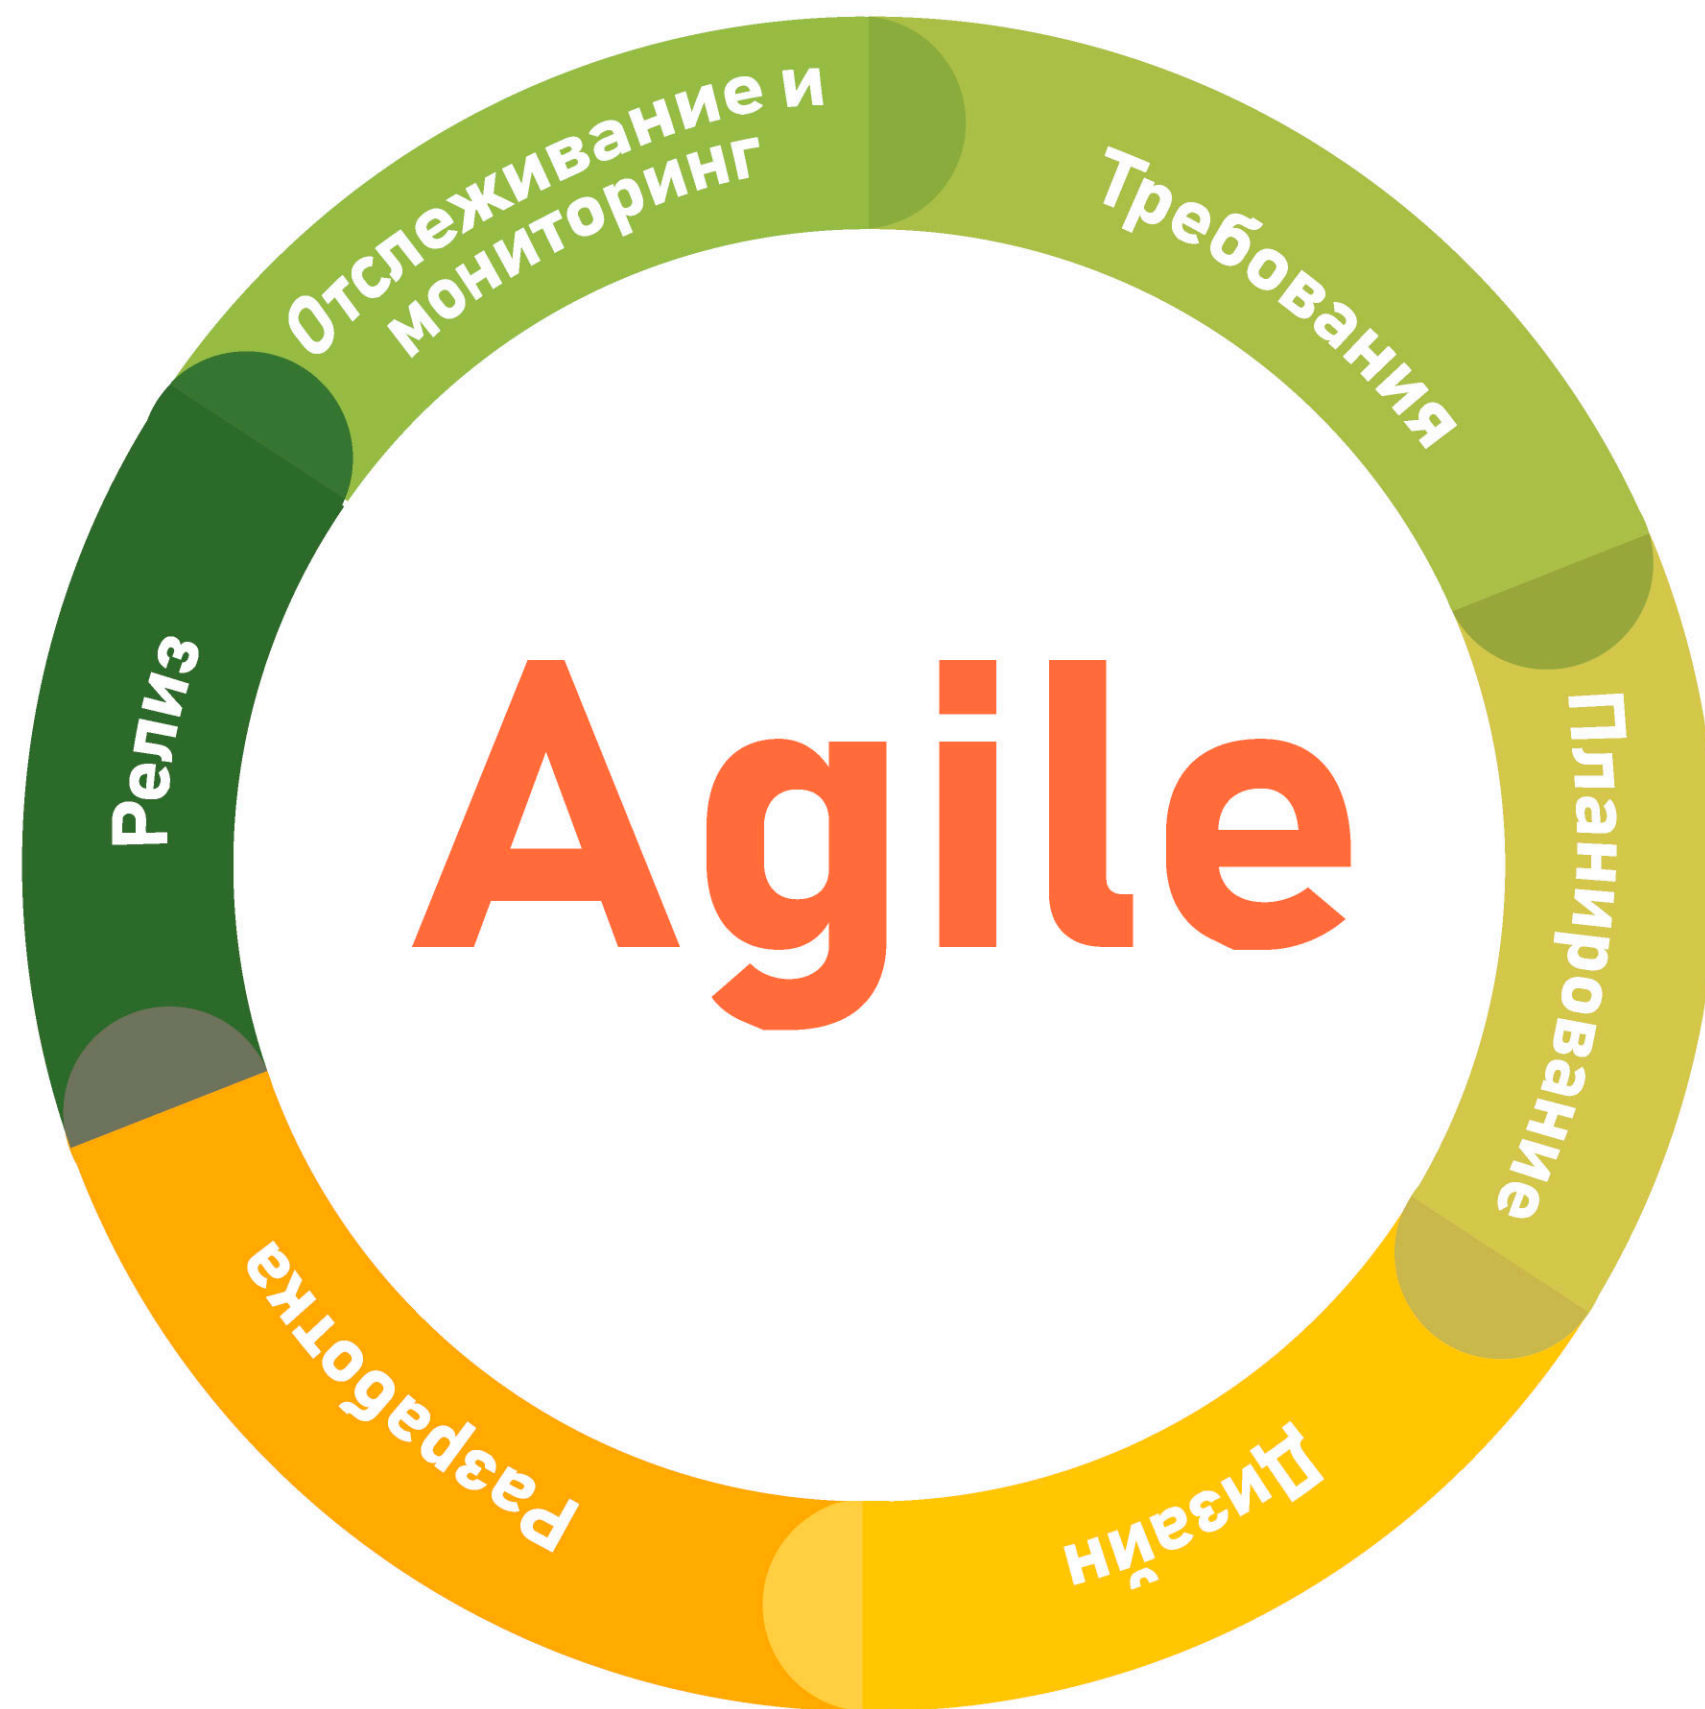 Отслеживание и
мониторинг
Требования
Планирование
Дизайн
Разработка
Релиз
Agile